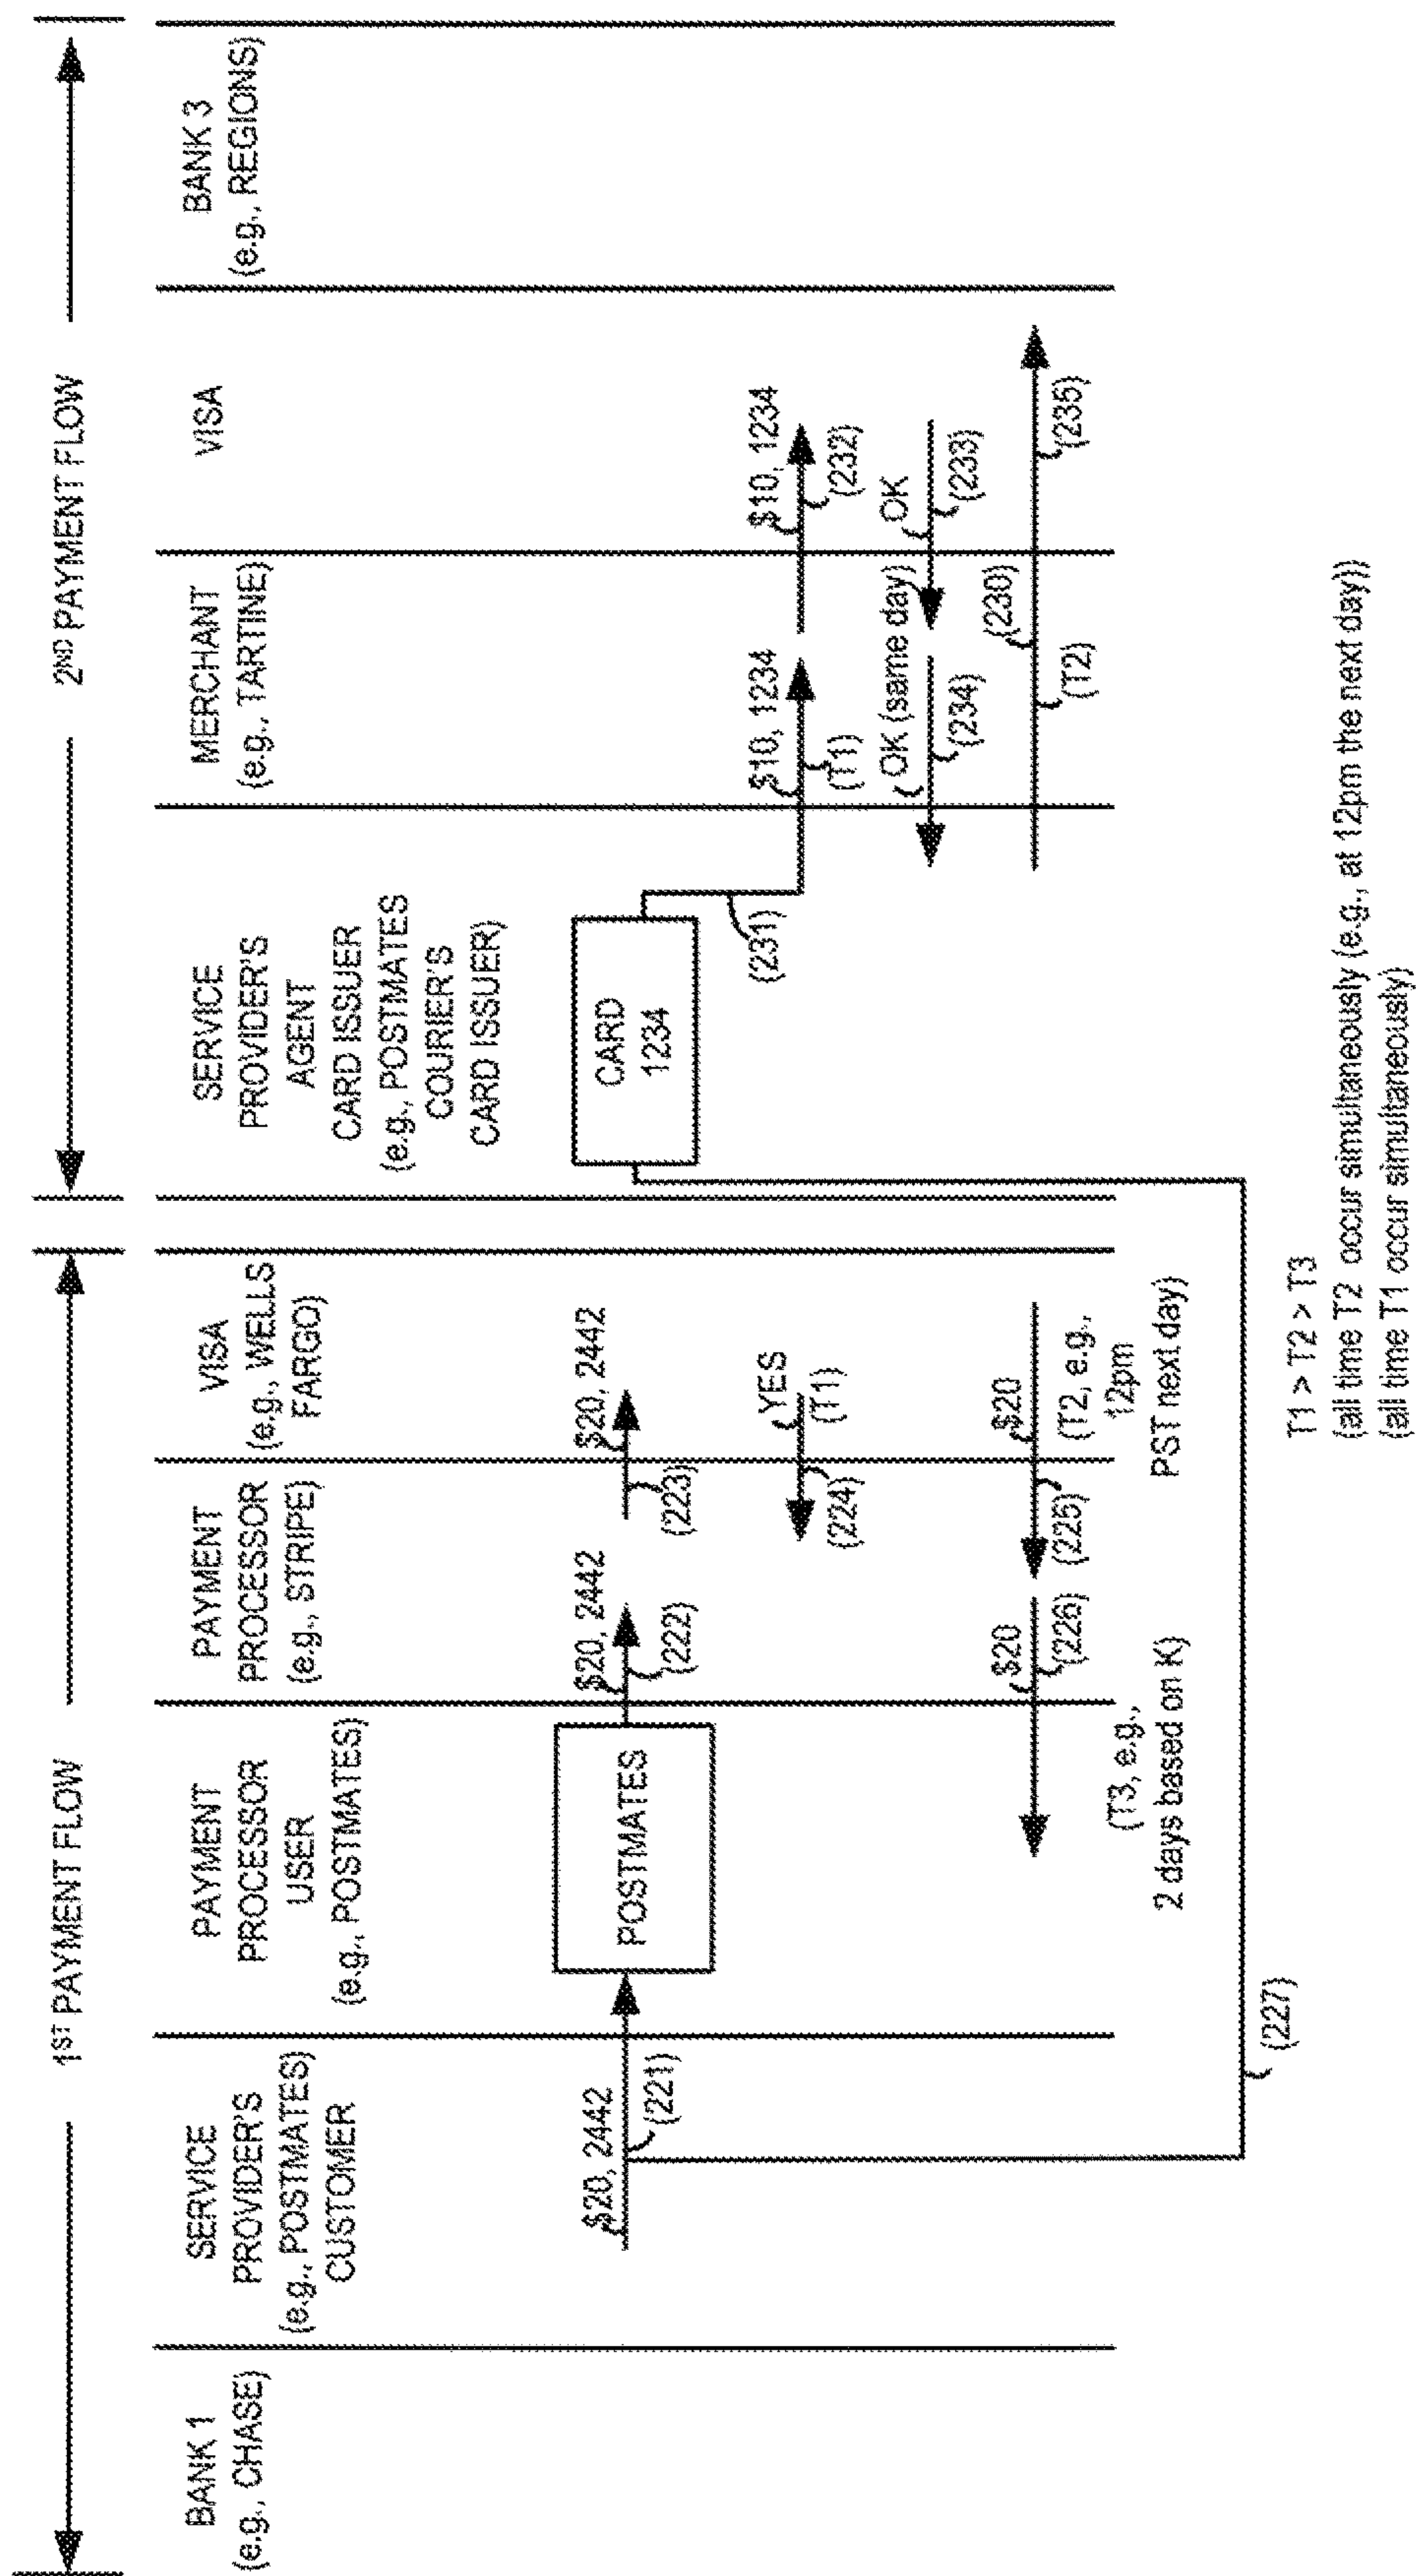 1ST PAYMENT FLOW
2ND PAYMENT FLOW
BANK 1
(e.g., CHASE)
SERVICE
PROVIDER'S
(e.g., POSTMATES)
CUSTOMER
PAYMENT
PROCESSOR
USER
(e.g., POSTMATES)
PAYMENT
PROCESSOR
(e.g., STRIPE)
VISA
(e.g., WELLS
FARGO)
SERVICE
PROVIDER'S
AGENT
CARD ISSUER
(e.g., POSTMATES
COURIER'S
CARD ISSUER)
MERCHANT
(e.g., TARTINE)
VISA
BANK 3
(e.g., REGIONS)
$20, 2442
(221)
POSTMATES
$20, 2442
(222)
$20, 2442
(223)
CARD
1234
(231)
YES
(T1)
(224)
$10, 1234
(T1)
$10, 1234
(232)
OK (same day)
(234)
OK
(233)
$20
(226)
(T3, e.g.,
2 days based on K)
$20
(225)
(T2, e.g.,
12pm
PST next day)
(230)
(T2)
(235)
(227)
T1 > T2 > T3
(all time T2 occur simultaneously (e.g., at 12pm the next day))
(all time T1 occur simultaneously)